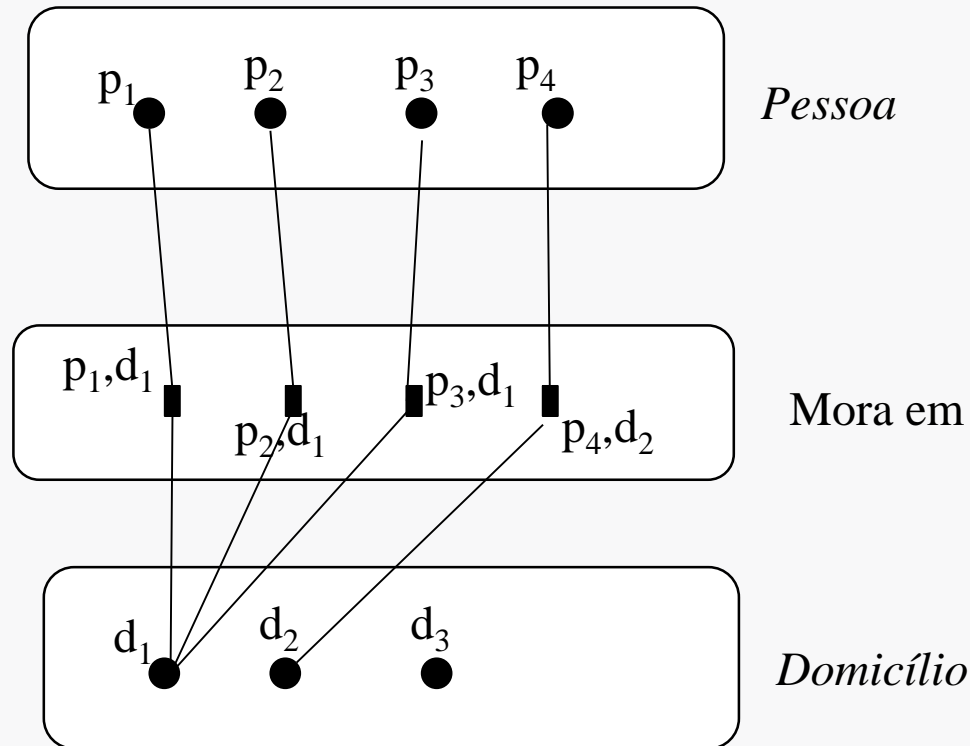 p₁ p₂ p₃ p₄
Pessoa
p₁,d₁ p₂,d₁ p₃,d₁ p₄,d₂
Mora em
d₁ d₂ d₃
Domicílio